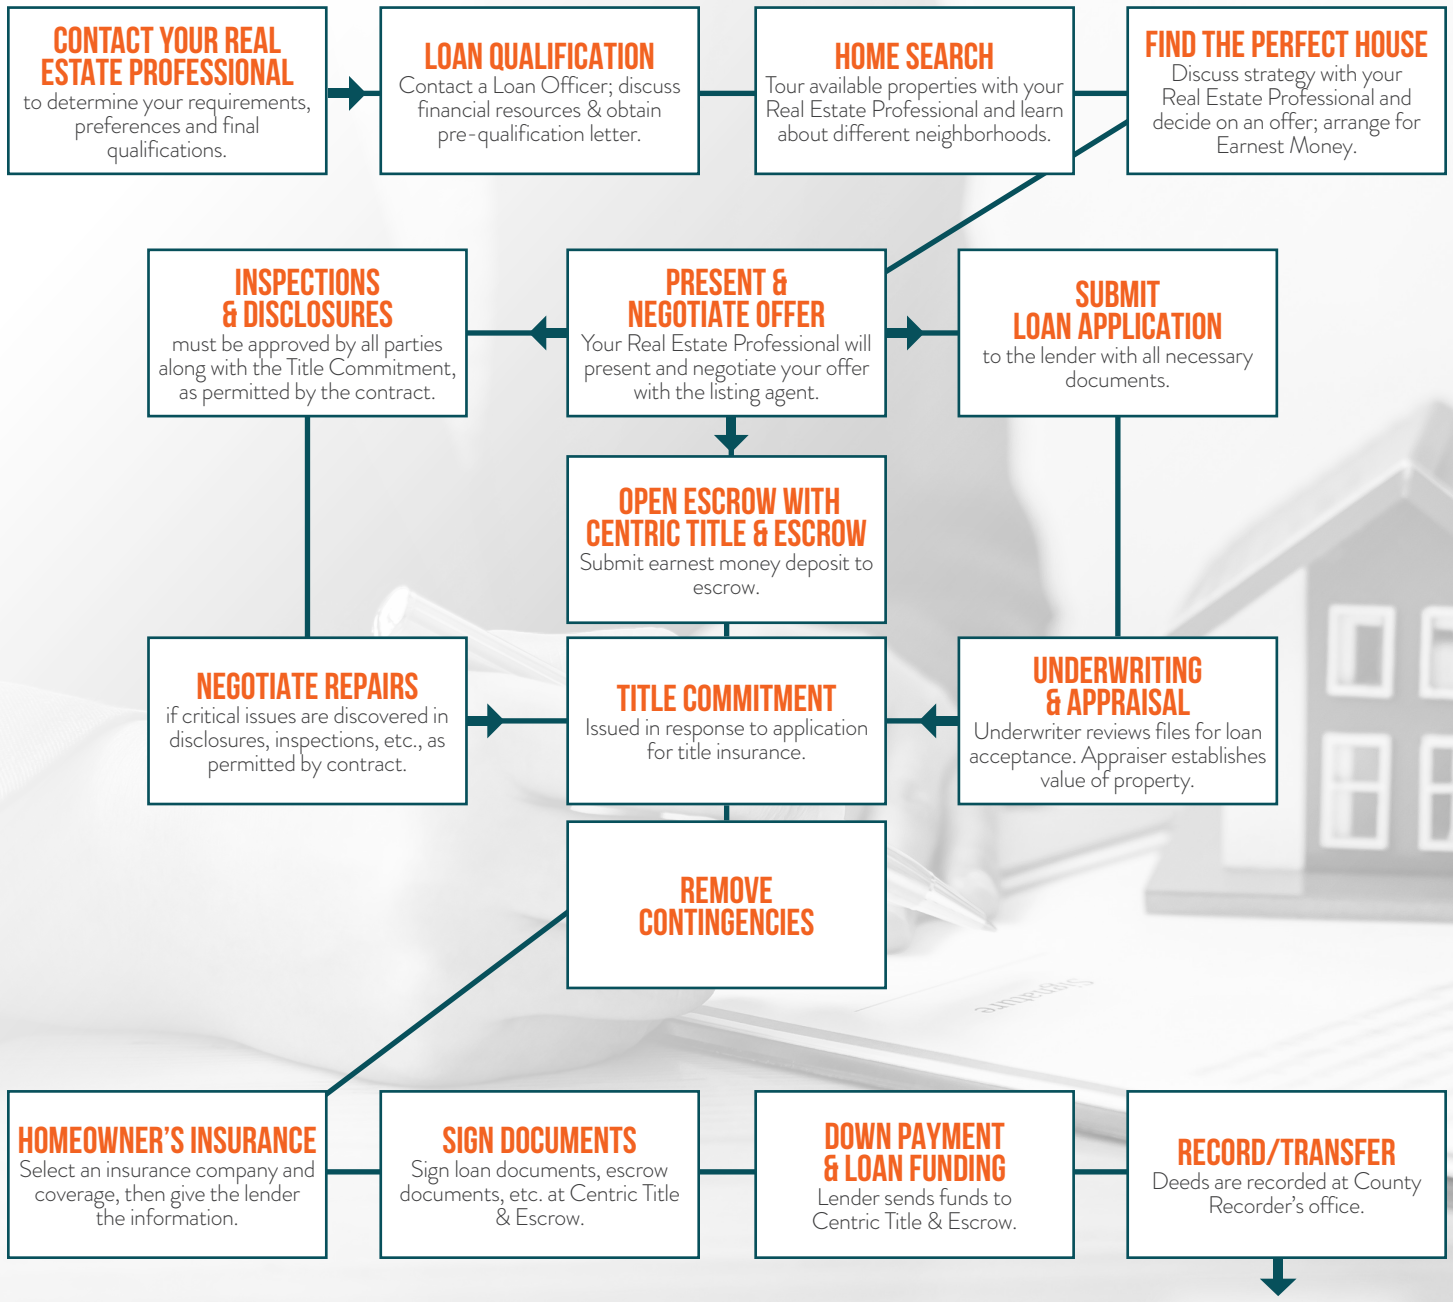 CONTACT YOUR REAL
ESTATE PROFESSIONAL
to determine your requirements,
preferences and final
qualifications.
LOAN QUALIFICATION
Contact a Loan Officer; discuss
financial resources & obtain
pre-qualification letter.
HOME SEARCH
Tour available properties with your
Real Estate Professional and learn
about different neighborhoods.
FIND THE PERFECT HOUSE
Discuss strategy with your
Real Estate Professional and
decide on an offer; arrange for
Earnest Money.
INSPECTIONS
& DISCLOSURES
must be approved by all parties
along with the Title Commitment,
as permitted by the contract.
PRESENT &
NEGOTIATE OFFER
Your Real Estate Professional will
present and negotiate your offer
with the listing agent.
SUBMIT
LOAN APPLICATION
to the lender with all necessary
documents.
OPEN ESCROW WITH
CENTRIC TITLE & ESCROW
Submit earnest money deposit to
escrow.
NEGOTIATE REPAIRS
if critical issues are discovered in
disclosures, inspections, etc., as
permitted by contract.
TITLE COMMITMENT
Issued in response to application
for title insurance.
UNDERWRITING
& APPRAISAL
Underwriter reviews files for loan
acceptance. Appraiser establishes
value of property.
REMOVE
CONTINGENCIES
Signature
HOMEOWNER'S INSURANCE
Select an insurance company and
coverage, then give the lender
the information.
SIGN DOCUMENTS
Sign loan documents, escrow
documents, etc. at Centric Title
& Escrow.
DOWN PAYMENT
& LOAN FUNDING
Lender sends funds to
Centric Title & Escrow.
RECORD/TRANSFER
Deeds are recorded at County
Recorder's office.